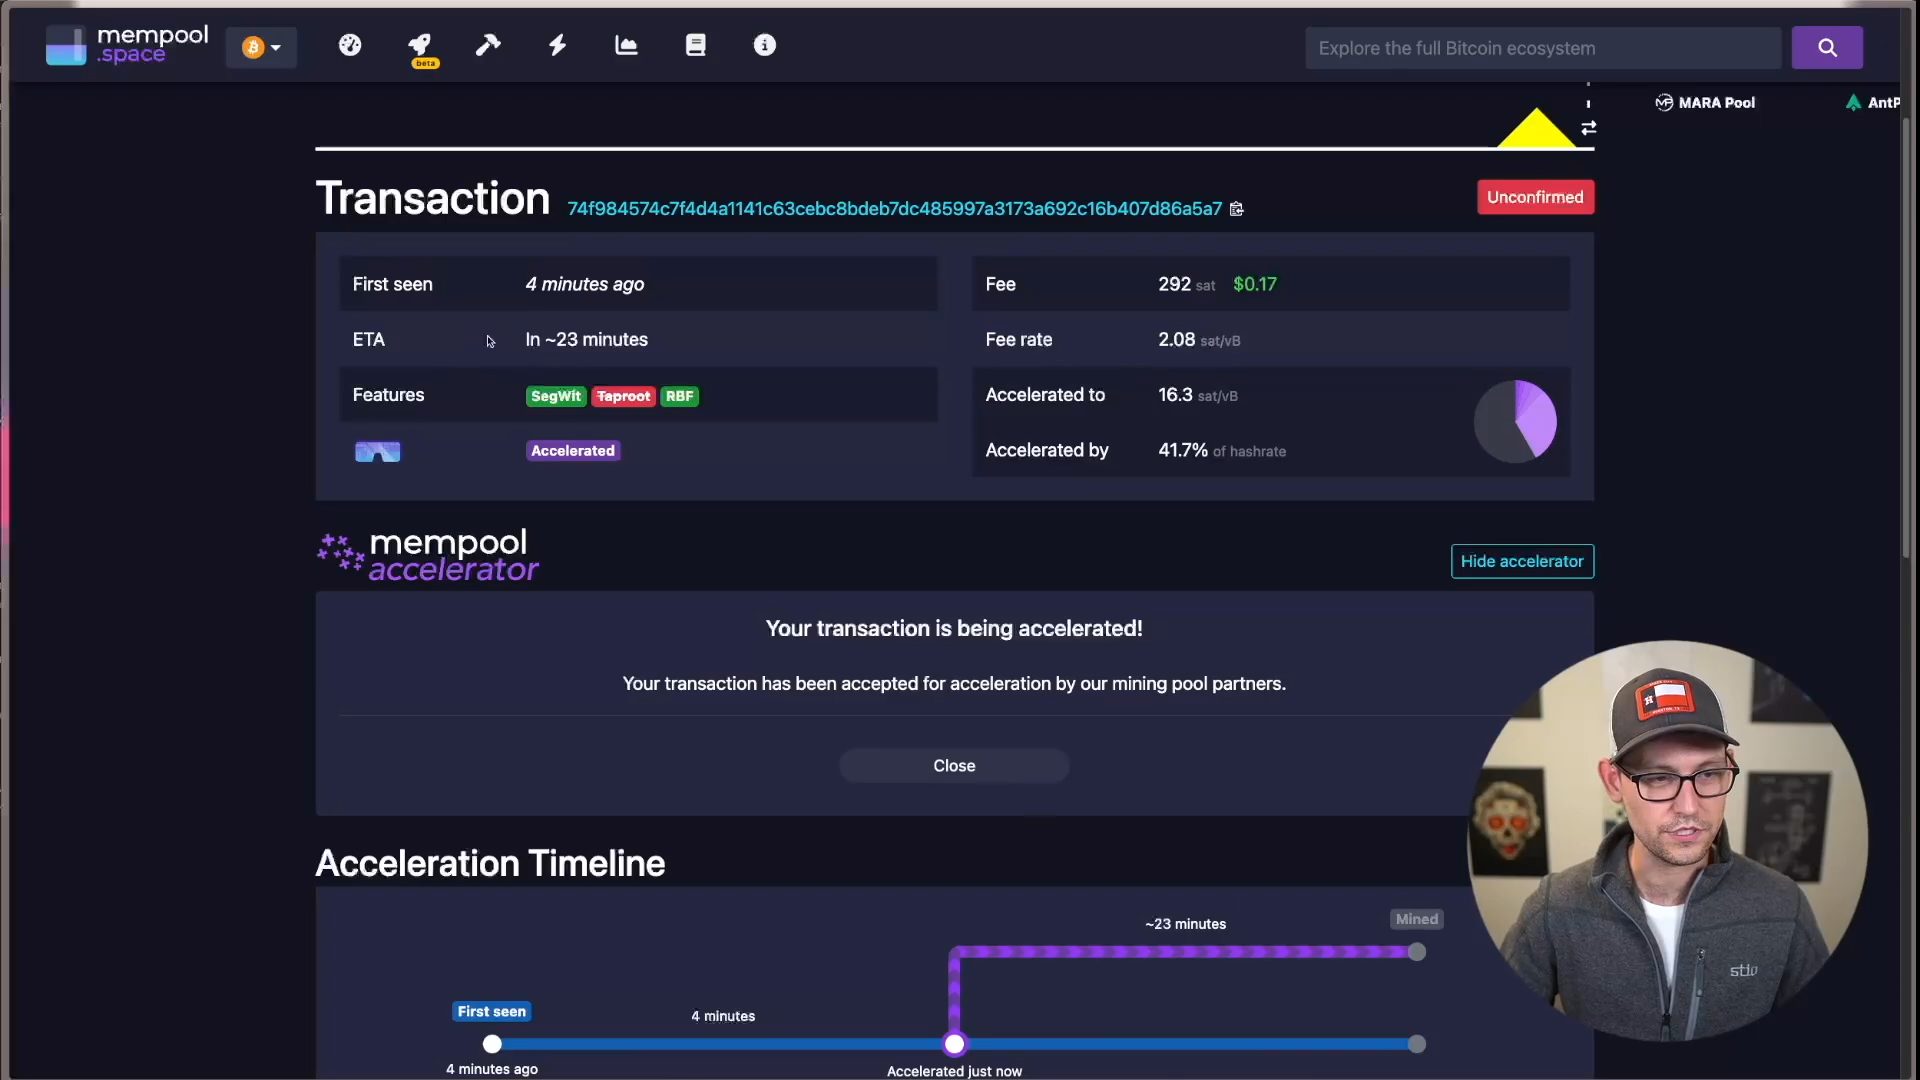 mempool
.space
beta
Explore the full Bitcoin ecosystem
MARA Pool
AntP
Transaction 74f984574c7f4d4a1141c63cebc8bdeb7dc485997a3173a692c16b407d86a5a7
Unconfirmed
First seen 4 minutes ago
Fee 292 sat $0.17
ETA In ~23 minutes
Fee rate 2.08 sat/vB
Features SegWit Taproot RBF
Accelerated to 16.3 sat/vB
Accelerated
Accelerated by 41.7% of hashrate
mempool
accelerator
Hide accelerator
Your transaction is being accelerated!
Your transaction has been accepted for acceleration by our mining pool partners.
Close
Acceleration Timeline
~23 minutes
Mined
First seen
4 minutes
4 minutes ago
Accelerated just now
H
stio